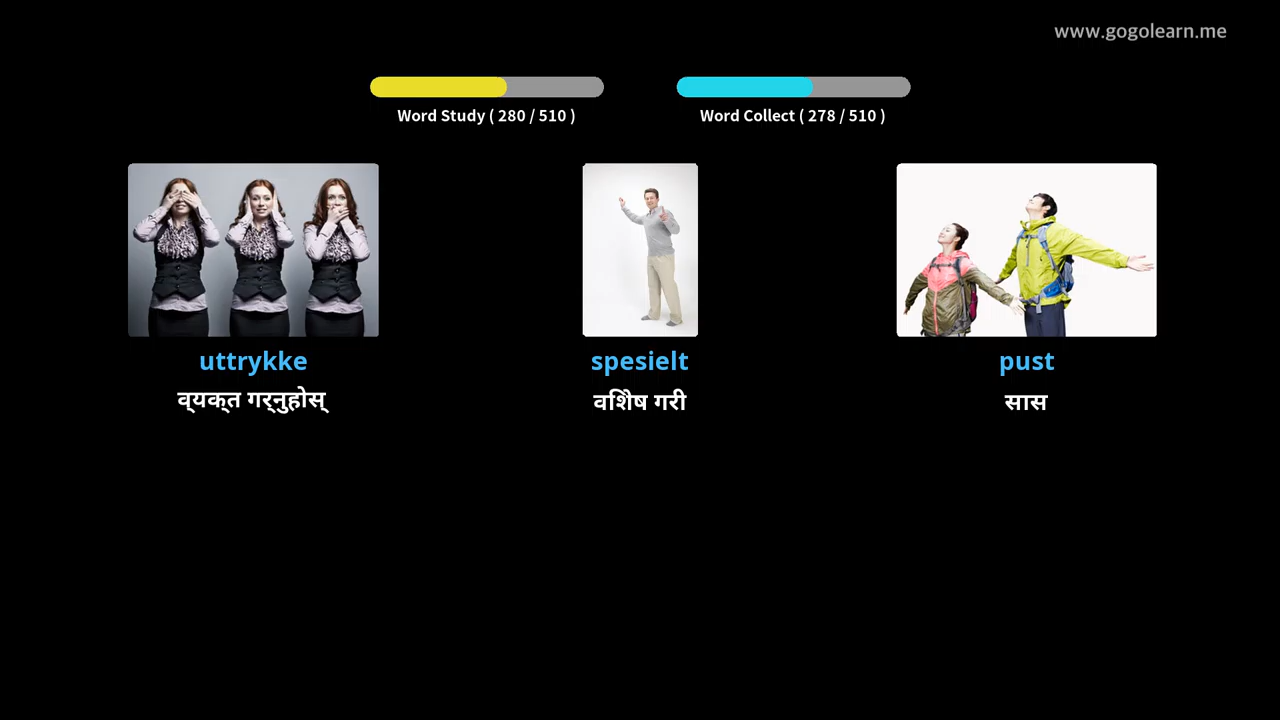 www.gogolearn.me
Word Study ( 280 / 510 )
Word Collect ( 278 / 510 )
uttrykke
spesielt
pust
व्यक्त गर्नुहोस्
विशेष गरी
सास